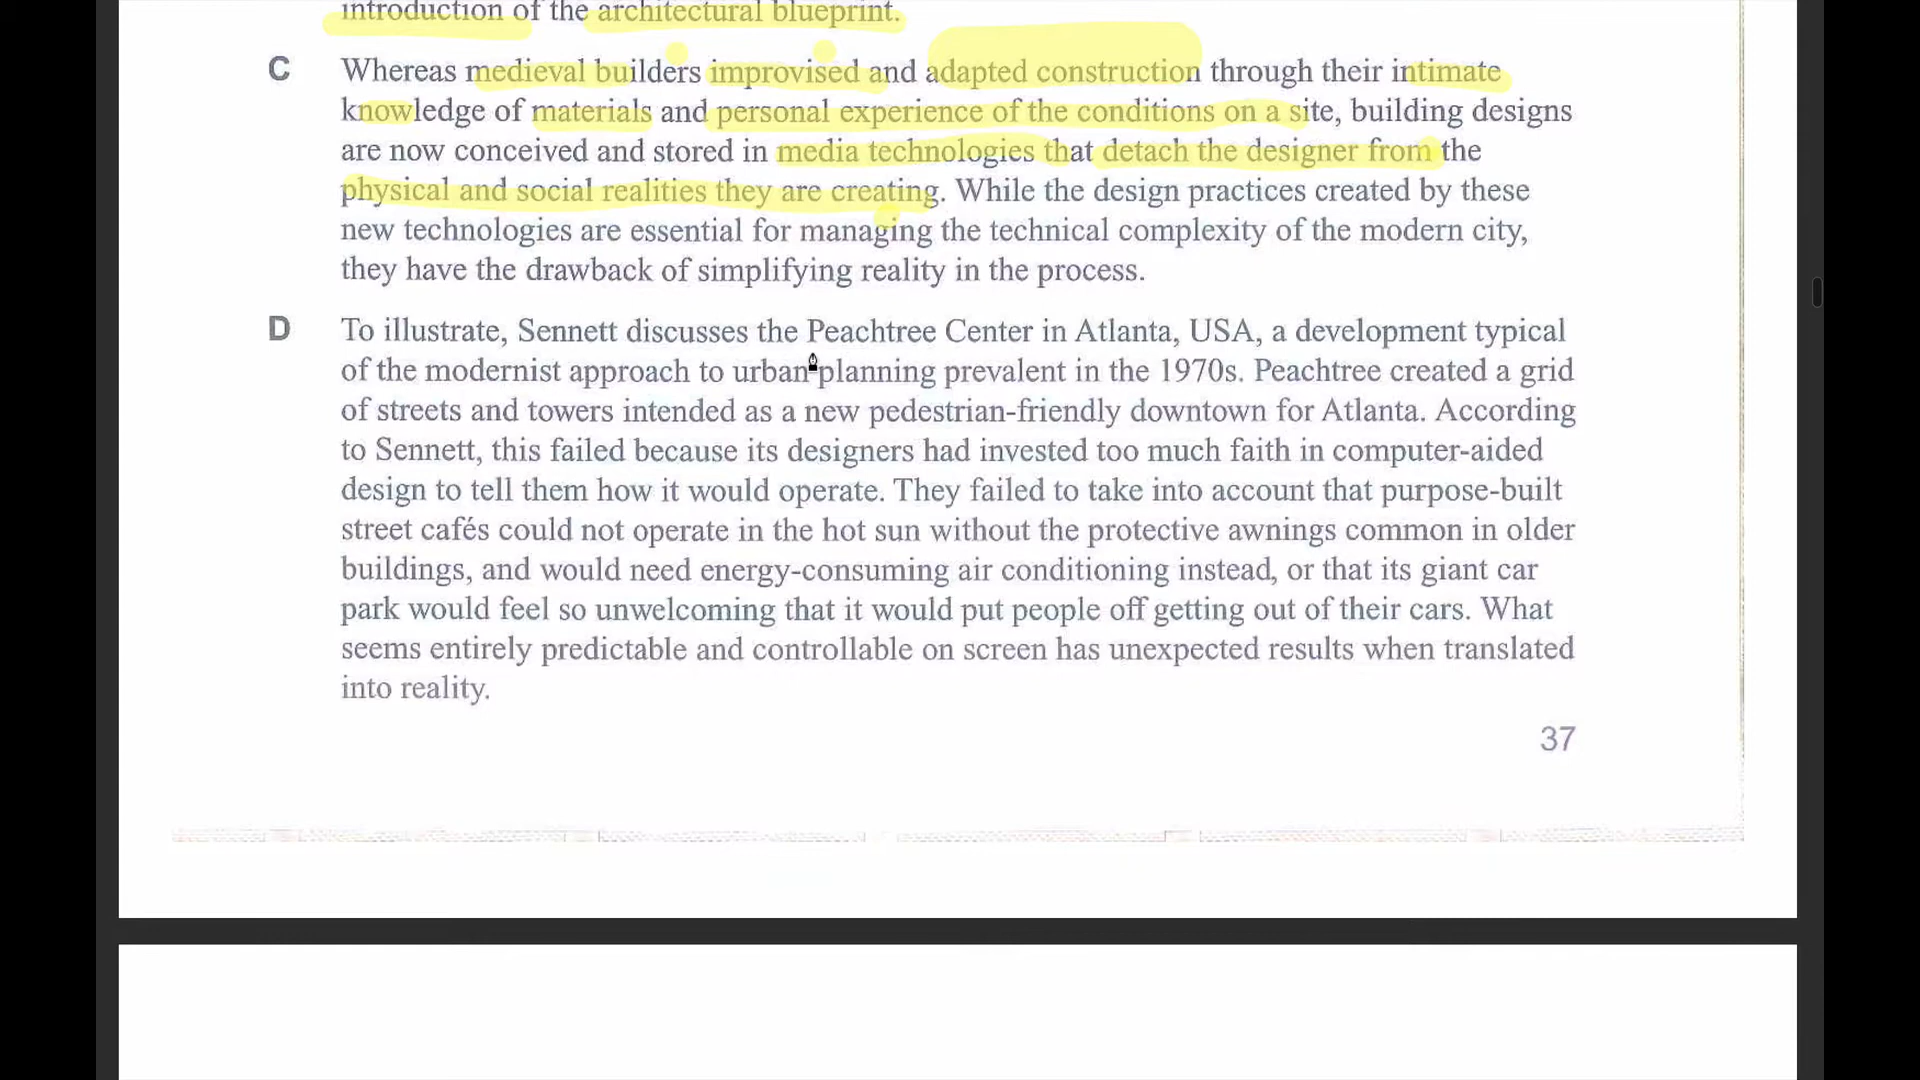 introduction of the architectural blueprint.
C Whereas medieval builders improvised and adapted construction through their intimate
knowledge of materials and personal experience of the conditions on a site, building designs
are now conceived and stored in media technologies that detach the designer from the
physical and social realities they are creating. While the design practices created by these
new technologies are essential for managing the technical complexity of the modern city,
they have the drawback of simplifying reality in the process.
D To illustrate, Sennett discusses the Peachtree Center in Atlanta, USA, a development typical
of the modernist approach to urban planning prevalent in the 1970s. Peachtree created a grid
of streets and towers intended as a new pedestrian-friendly downtown for Atlanta. According
to Sennett, this failed because its designers had invested too much faith in computer-aided
design to tell them how it would operate. They failed to take into account that purpose-built
street cafés could not operate in the hot sun without the protective awnings common in older
buildings, and would need energy-consuming air conditioning instead, or that its giant car
park would feel so unwelcoming that it would put people off getting out of their cars. What
seems entirely predictable and controllable on screen has unexpected results when translated
into reality.
37